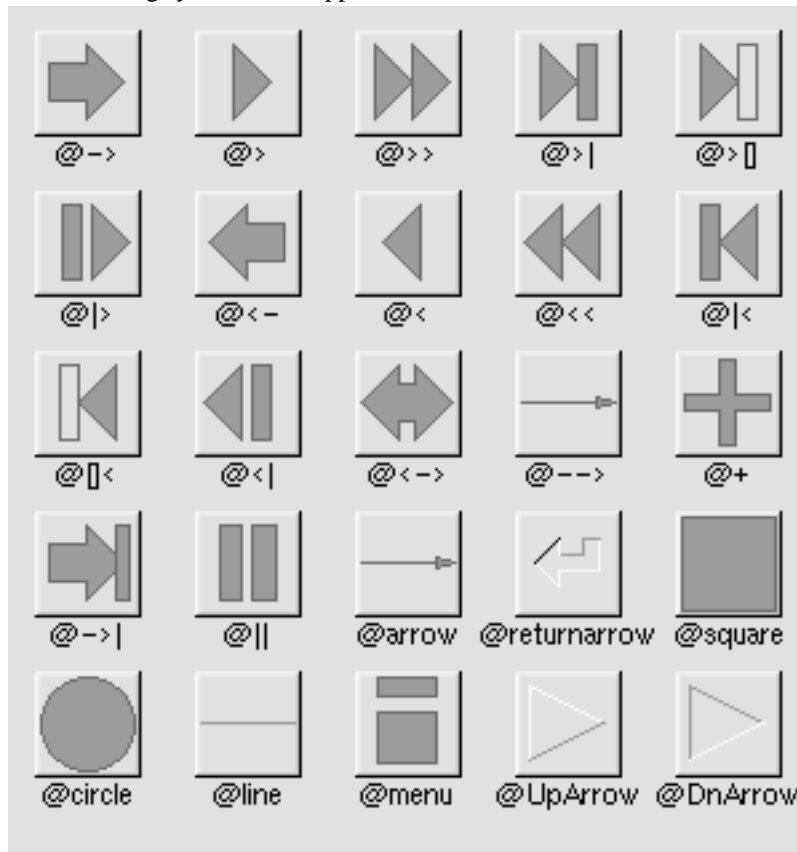 @-> @> @>> @>| @>[]
@|> @<- @< @<< @|<
@[]< @<| @<-> @--> @+
@->| @|| @arrow @returnarrow @square
@circle @line @menu @UpArrow @DnArrow